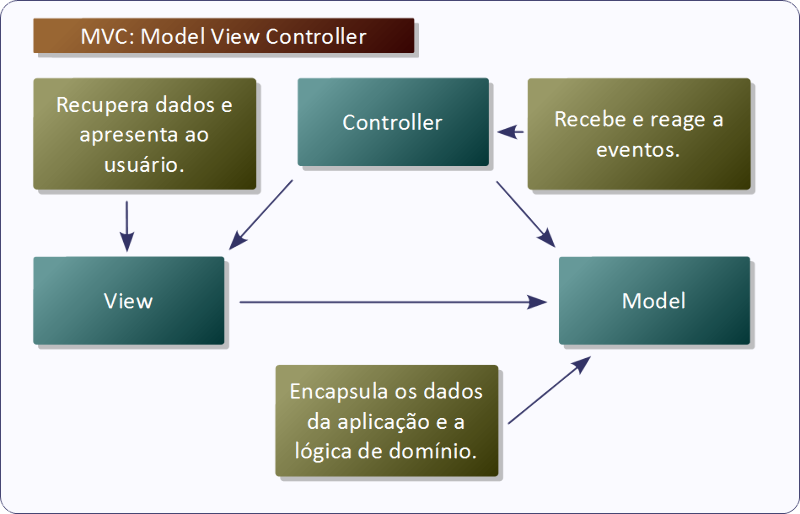 MVC: Model View Controller
Recupera dados e
apresenta ao
usuário.
Controller
Recebe e reage a
eventos.
View
Model
Encapsula os dados
da aplicação e a
lógica de domínio.